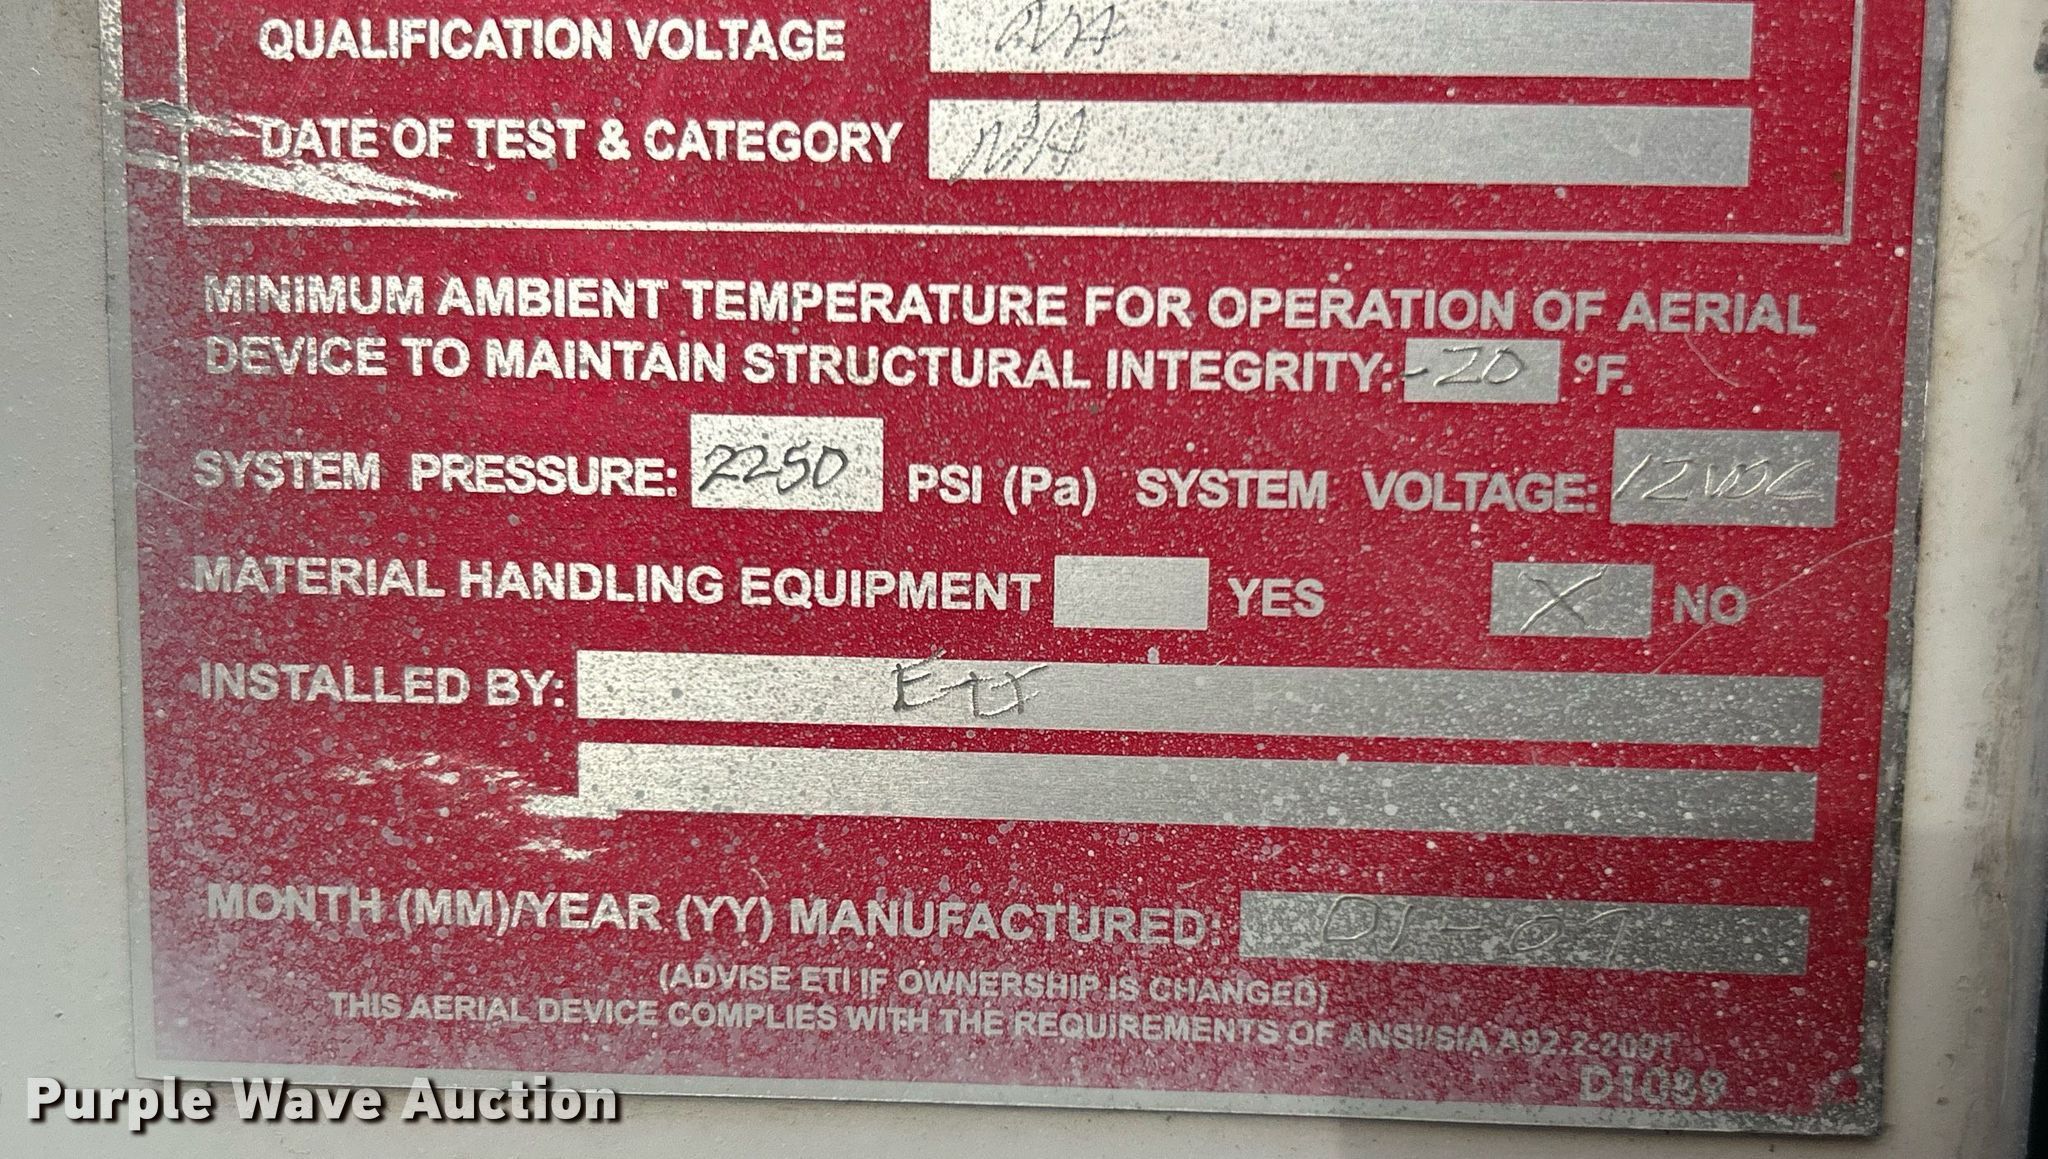 QUALIFICATION VOLTAGE N/A
DATE OF TEST & CATEGORY N/A
MINIMUM AMBIENT TEMPERATURE FOR OPERATION OF AERIAL
DEVICE TO MAINTAIN STRUCTURAL INTEGRITY: -20 °F.
SYSTEM PRESSURE: 2250 PSI (Pa) SYSTEM VOLTAGE: 12VDC
MATERIAL HANDLING EQUIPMENT YES X NO
INSTALLED BY: ETI
MONTH (MM)/YEAR (YY) MANUFACTURED: 01-07
(ADVISE ETI IF OWNERSHIP IS CHANGED)
THIS AERIAL DEVICE COMPLIES WITH THE REQUIREMENTS OF ANSI/SIA A92.2-2001
D1089
Purple Wave Auction